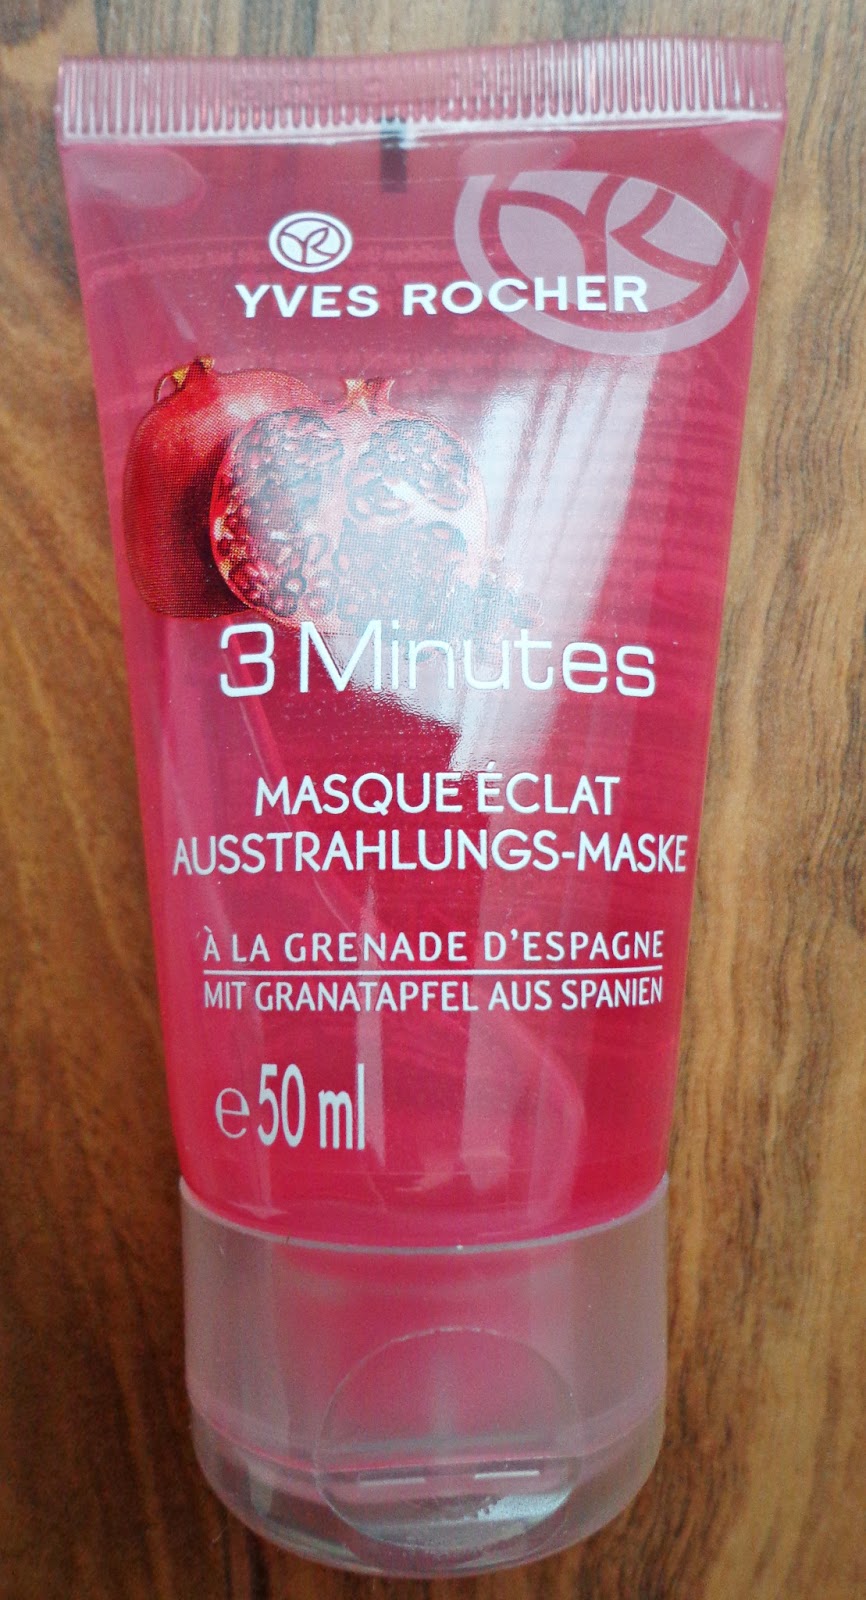 YVES ROCHER
3 Minutes
MASQUE ÉCLAT
AUSSTRAHLUNGS-MASKE
À LA GRENADE D'ESPAGNE
MIT GRANATAPFEL AUS SPANIEN
e 50 ml